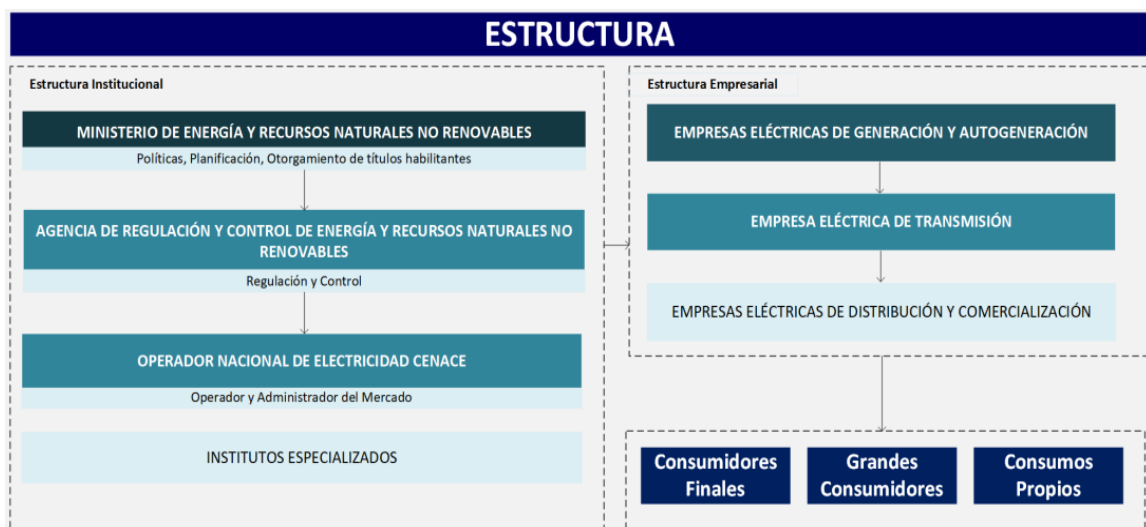 ESTRUCTURA
Estructura Institucional
MINISTERIO DE ENERGÍA Y RECURSOS NATURALES NO RENOVABLES
Políticas, Planificación, Otorgamiento de títulos habilitantes
AGENCIA DE REGULACIÓN Y CONTROL DE ENERGÍA Y RECURSOS NATURALES NO
RENOVABLES
Regulación y Control
OPERADOR NACIONAL DE ELECTRICIDAD CENACE
Operador y Administrador del Mercado
INSTITUTOS ESPECIALIZADOS
Estructura Empresarial
EMPRESAS ELÉCTRICAS DE GENERACIÓN Y AUTOGENERACIÓN
EMPRESA ELÉCTRICA DE TRANSMISIÓN
EMPRESAS ELÉCTRICAS DE DISTRIBUCIÓN Y COMERCIALIZACIÓN
Consumidores
Finales
Grandes
Consumidores
Consumos
Propios